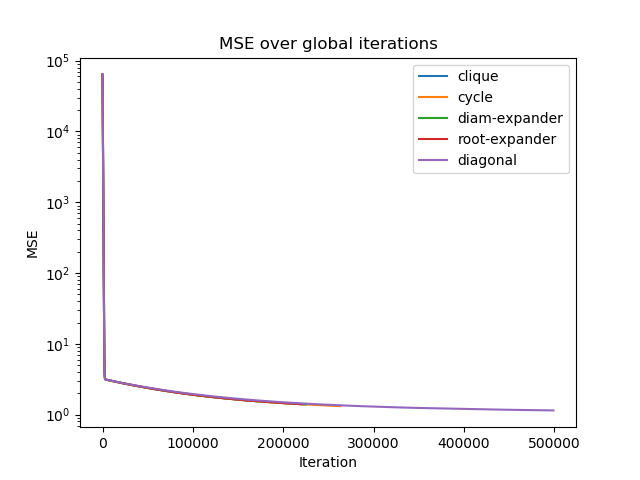 MSE over global iterations
10^5
10^4
10^3
10^2
10^1
10^0
MSE
clique
cycle
diam-expander
root-expander
diagonal
0 100000 200000 300000 400000 500000
Iteration